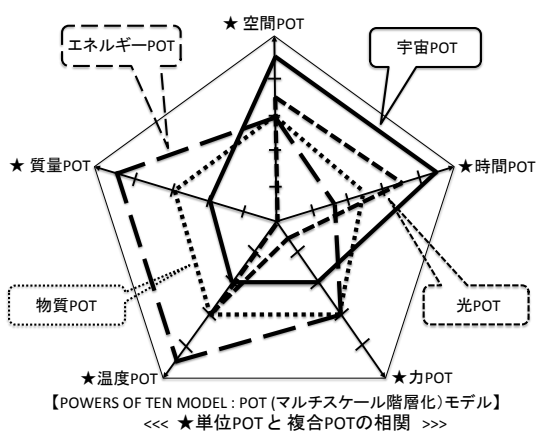 ★ 空間POT
エネルギーPOT
宇宙POT
★ 質量POT
★時間POT
物質POT
光POT
★温度POT
★力POT
【POWERS OF TEN MODEL : POT (マルチスケール階層化)モデル】
<<< ★単位POTと 複合POTの相関 >>>